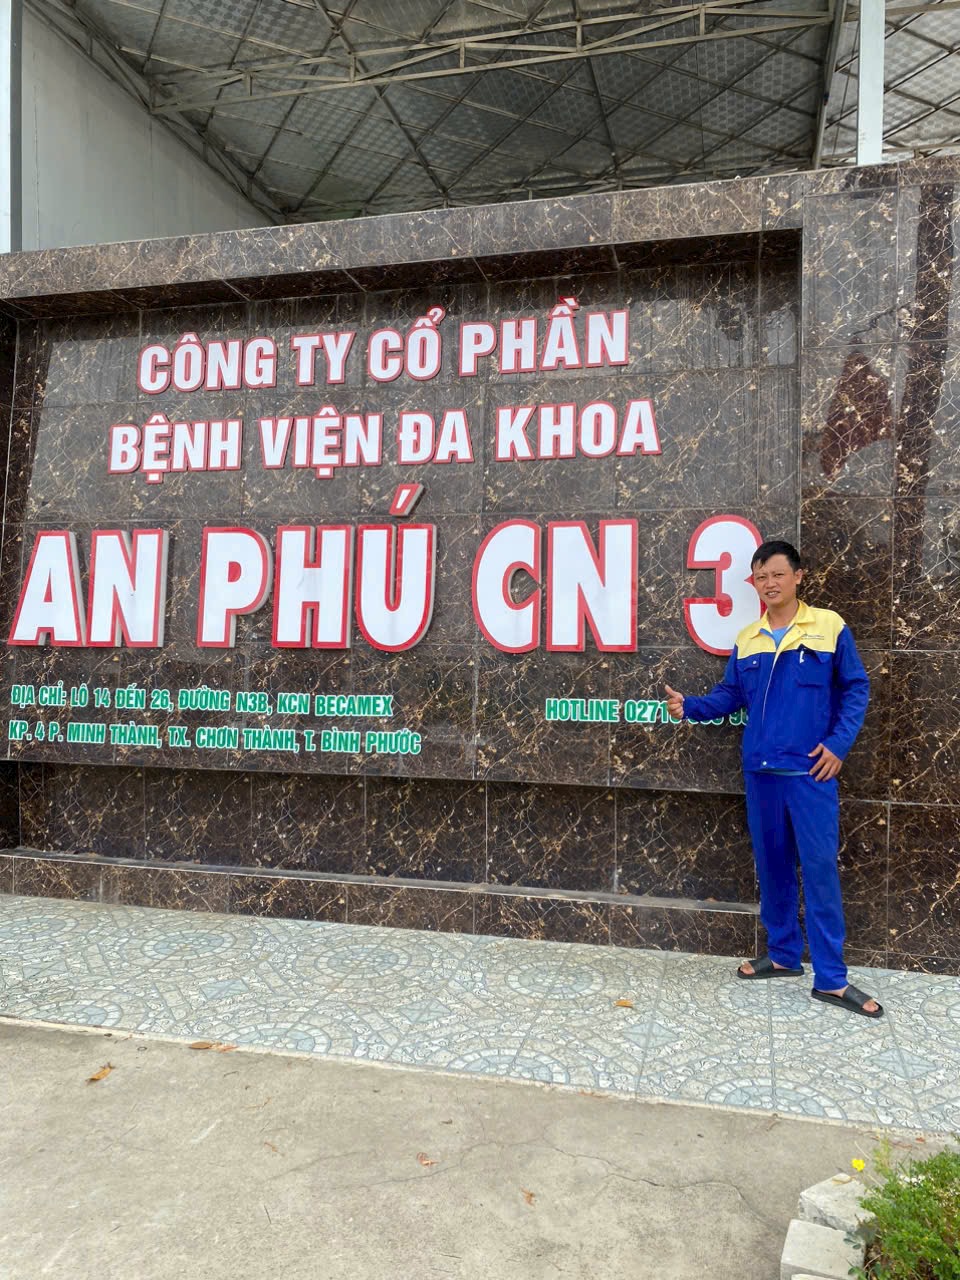 CÔNG TY CỔ PHẦN
BỆNH VIỆN ĐA KHOA
AN PHÚ CN 3
ĐỊA CHỈ: LÔ 14 ĐẾN 26, ĐƯỜNG N3B, KCN BECAMEX
KP. 4 P. MINH THÀNH, TX. CHƠN THÀNH, T. BÌNH PHƯỚC
HOTLINE